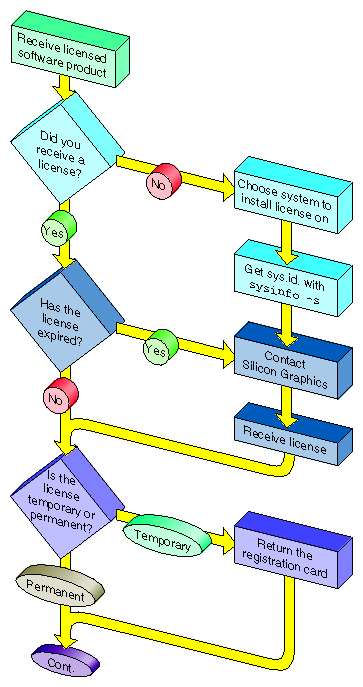 Receive licensed
software product
Did you
receive a
license?
No
Choose system to
install license on
Yes
Get sys.id. with
sysinfo -s
Has the
license
expired?
Yes
Contact
Silicon Graphics
No
Receive license
Is the
license
temporary or
permanent?
Temporary
Return the
registration card
Permanent
Cont.